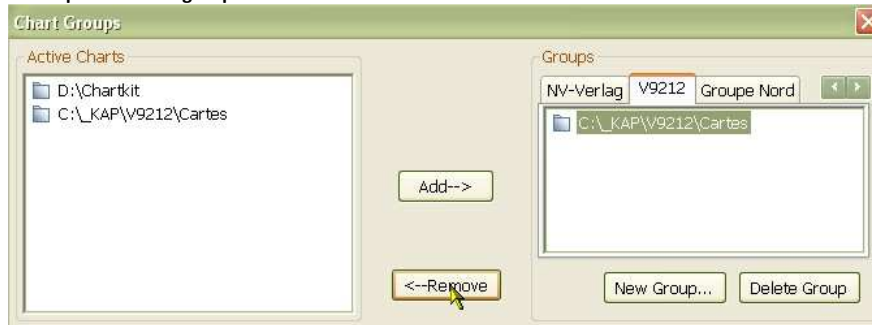 Chart Groups
Active Charts
D:\Chartkit
C:\_KAP\V9212\Cartes
Add-->
<--Remove
Groups
NV-Verlag V9212 Groupe Nord
C:\_KAP\V9212\Cartes
New Group... Delete Group